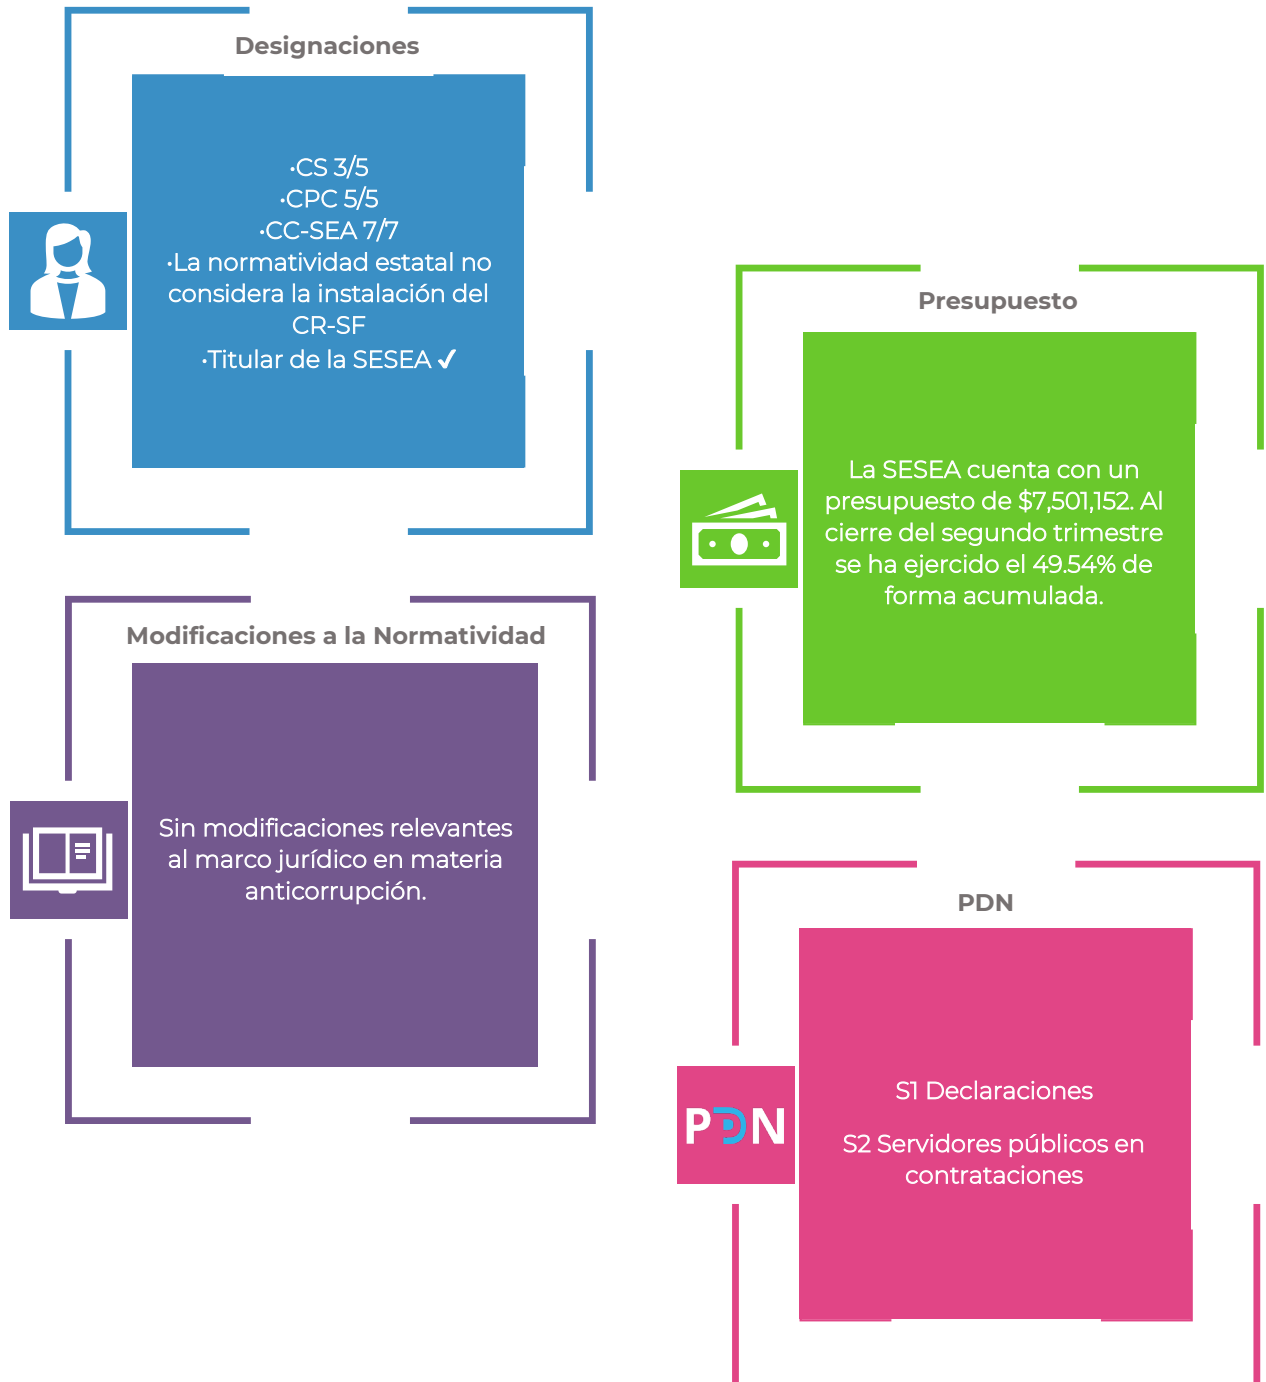 Designaciones
•CS 3/5
•CPC 5/5
•CC-SEA 7/7
•La normatividad estatal no
considera la instalación del
CR-SF
•Titular de la SESEA ✔
Presupuesto
La SESEA cuenta con un
presupuesto de $7,501,152. Al
cierre del segundo trimestre
se ha ejercido el 49.54% de
forma acumulada.
Modificaciones a la Normatividad
Sin modificaciones relevantes
al marco jurídico en materia
anticorrupción.
PDN
PDN
S1 Declaraciones
S2 Servidores públicos en
contrataciones